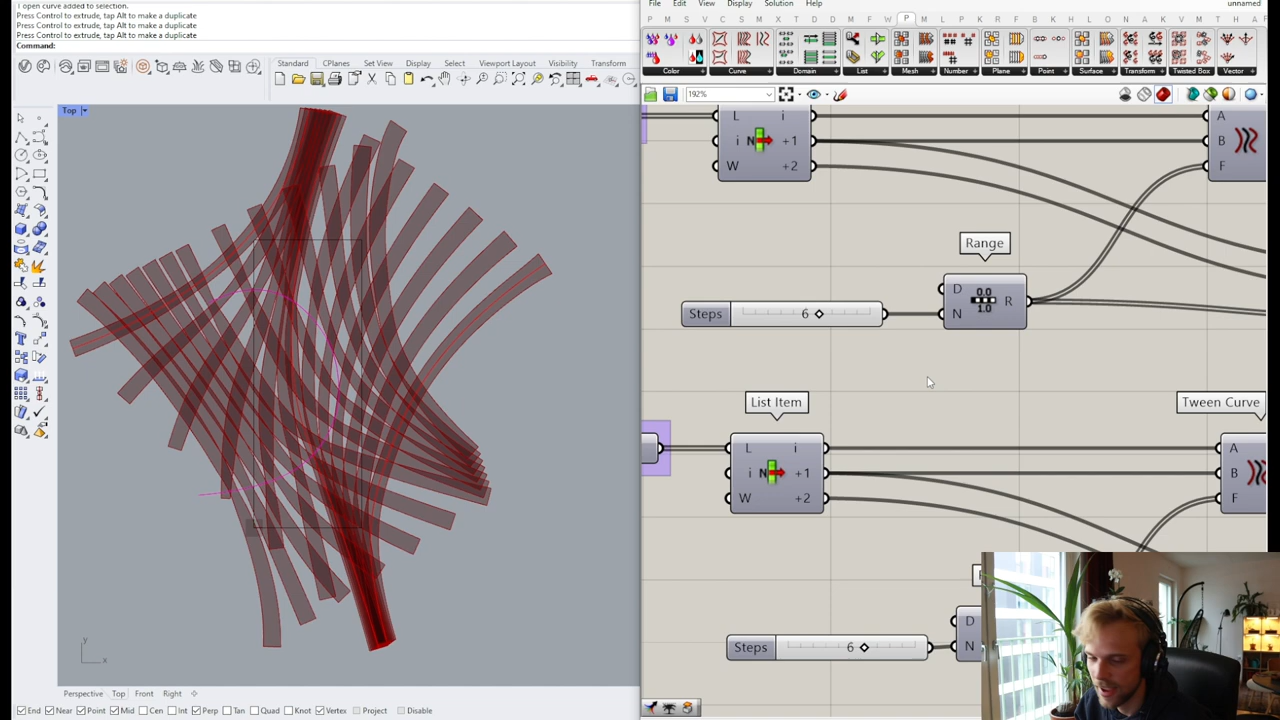 1 open curve added to selection.
Press Control to extrude, tap Alt to make a duplicate
Press Control to extrude, tap Alt to make a duplicate
Press Control to extrude, tap Alt to make a duplicate
Command:
Standard CPlanes Set View Display Select Viewport Layout Visibility Transform
Top
y
x
Perspective Top Front Right
End Near Point Mid Cen Int Perp Tan Quad Knot Vertex Project Disable
File Edit View Display Solution Help
unnamed
P M S V C S M I T D D W M F W A P M L P C R F B U E O A N E T K K H A
Color Curve Domain List Mesh Number Plane Point Surface Transform Twisted Box Vector
192%
L i
i N +1
W +2
A
B
F
Range
D 0.0
1.0 R
N
Steps 6
List Item
L i
i N +1
W +2
Tween Curve
A
B
F
D
N
Steps 6